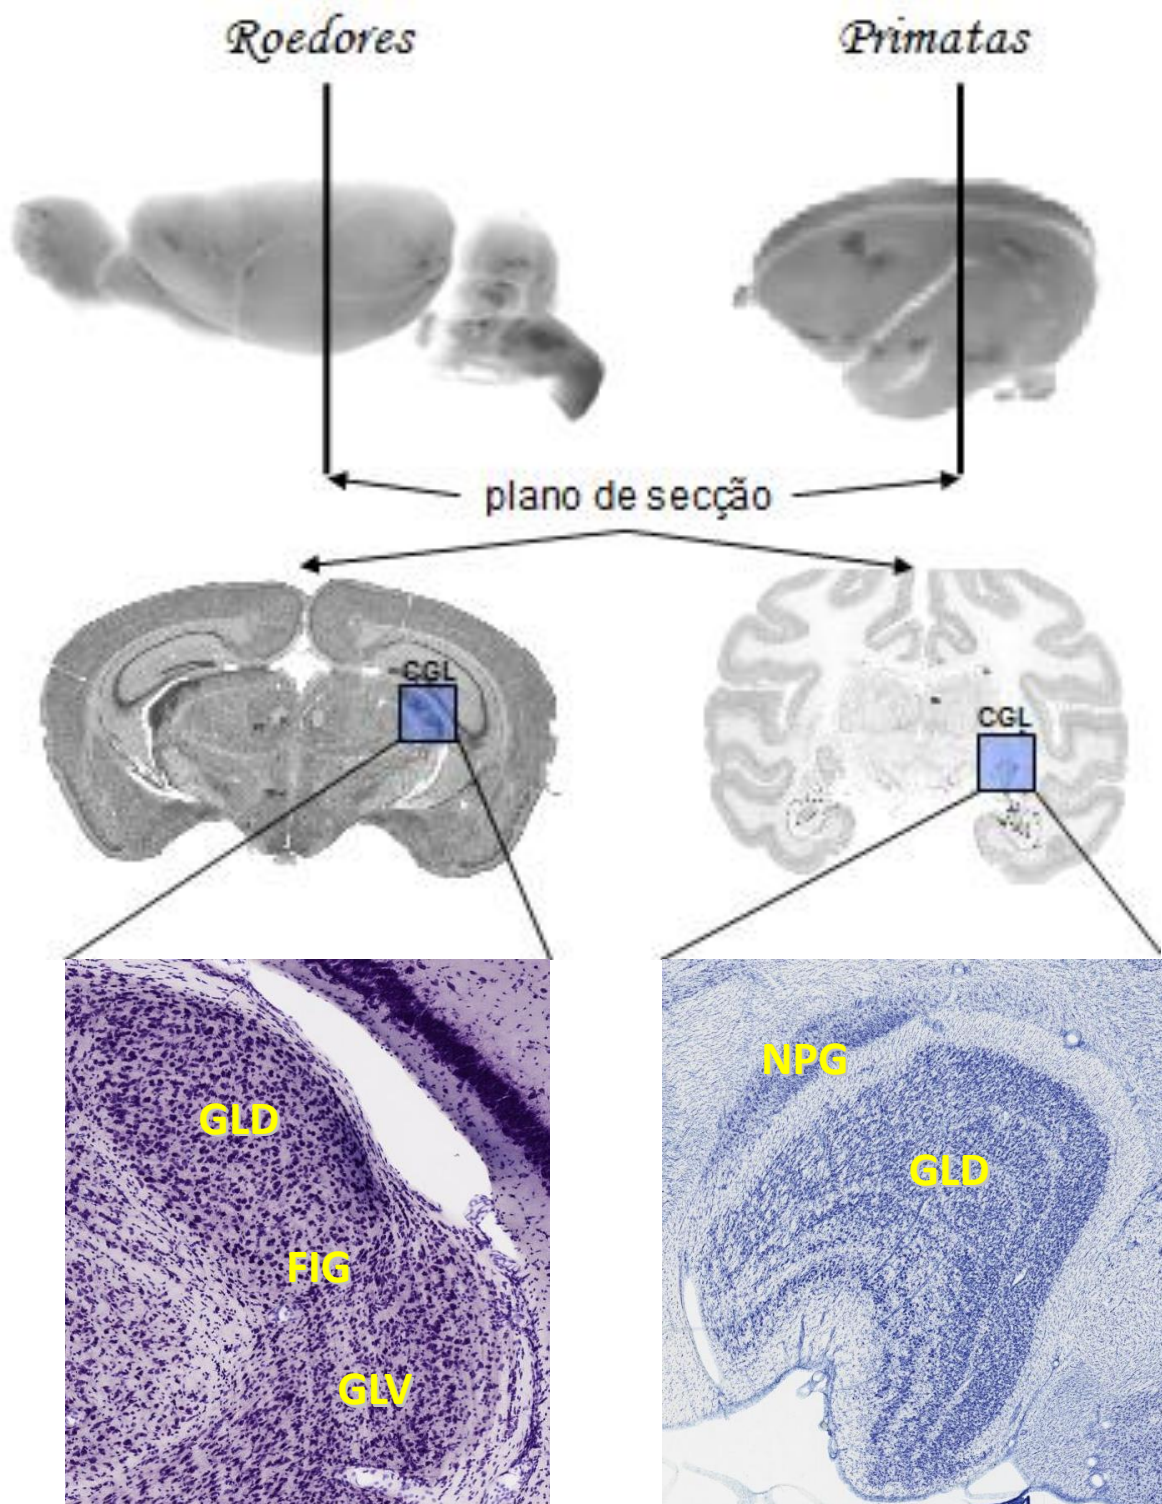 Roedores
Primatas
plano de secção
CGL
CGL
GLD
FIG
GLV
NPG
GLD